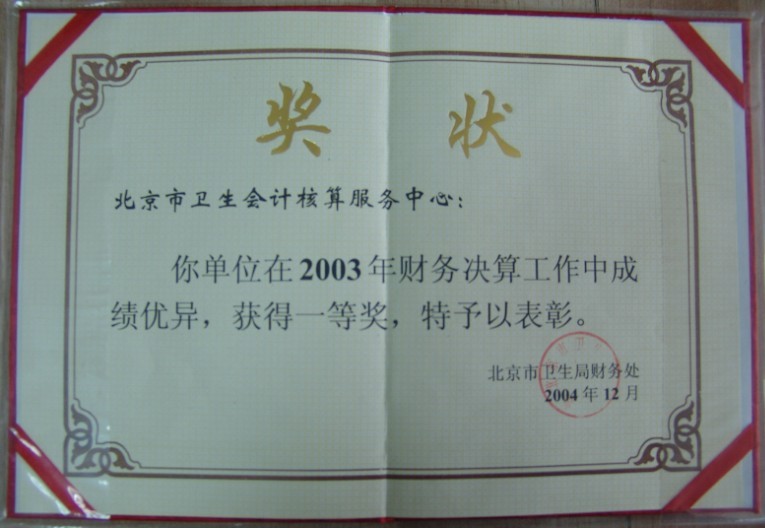 奖 状
北京市卫生会计核算服务中心:
你单位在2003年财务决算工作中成
绩优异，获得一等奖，特予以表彰。
北京市卫生局财务处
2004年12月